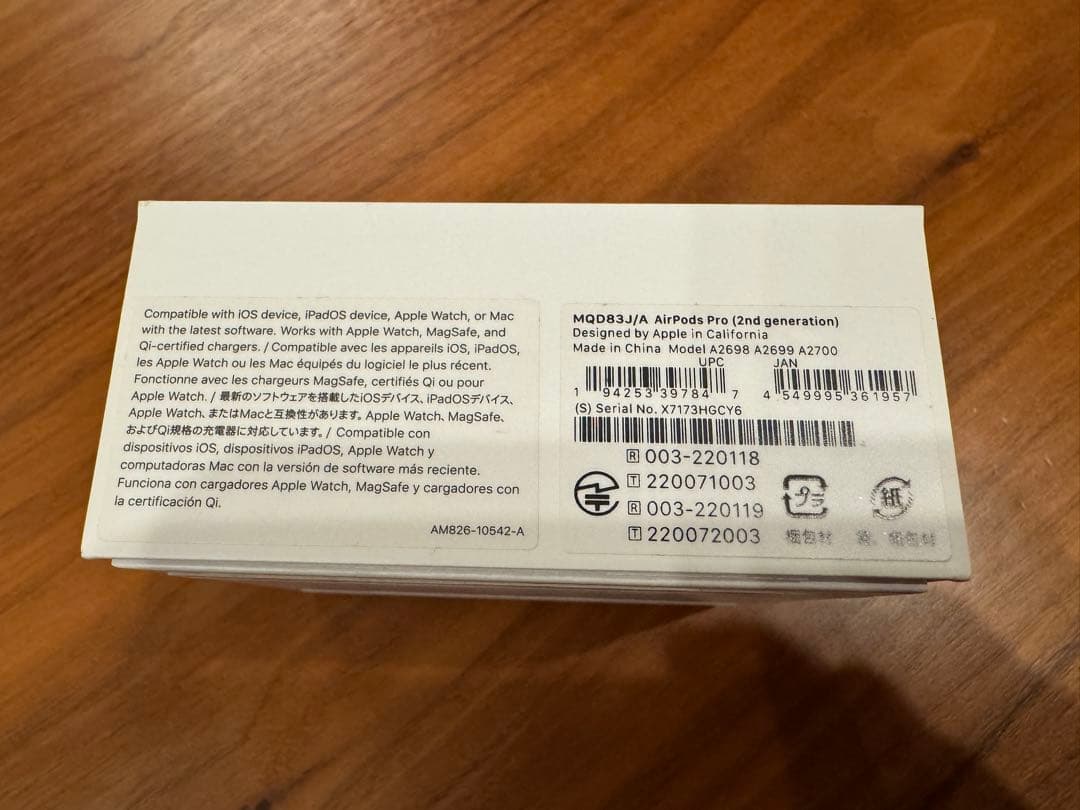 Compatible with iOS device, iPadOS device, Apple Watch, or Mac
with the latest software. Works with Apple Watch, MagSafe, and
Qi-certified chargers. / Compatible avec les appareils iOS, iPadOS,
les Apple Watch ou les Mac équipés du logiciel le plus récent.
Fonctionne avec les chargeurs MagSafe, certifiés Qi ou pour
Apple Watch. / 最新のソフトウェアを搭載したiOSデバイス、iPadOSデバイス、
Apple Watch、またはMacと互換性があります。Apple Watch、MagSafe、
およびQi規格の充電器に対応しています。/ Compatible con
dispositivos iOS, dispositivos iPadOS, Apple Watch y
computadoras Mac con la versión de software más reciente.
Funciona con cargadores Apple Watch, MagSafe y cargadores con
la certificación Qi.
AM826-10542-A
MQD83J/A AirPods Pro (2nd generation)
Designed by Apple in California
Made in China Model A2698 A2699 A2700
UPC JAN
1 94253 39784 7 4 549995 361957
(S) Serial No. X7173HGCY6
R 003-220118
T 220071003
R 003-220119
T 220072003
プラ 紙
梱包材 箱、梱包材